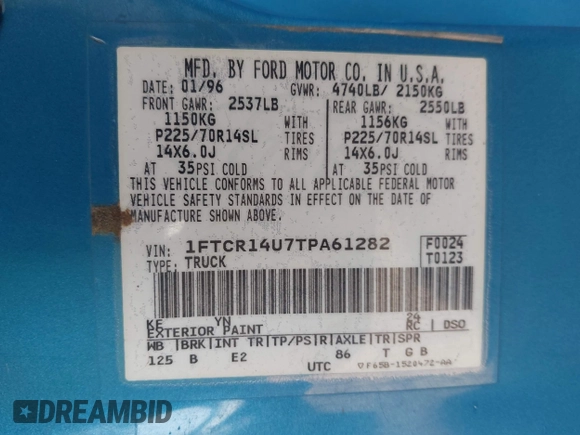 MFD. BY FORD MOTOR CO. IN U.S.A.
DATE: 01/96 GVWR: 4740LB/ 2150KG
FRONT GAWR: 2537LB REAR GAWR: 2550LB
1150KG WITH 1156KG WITH
P225/70R14SL TIRES P225/70R14SL TIRES
14X6.0J RIMS 14X6.0J RIMS
AT 35PSI COLD AT 35PSI COLD
THIS VEHICLE CONFORMS TO ALL APPLICABLE FEDERAL MOTOR
VEHICLE SAFETY STANDARDS IN EFFECT ON THE DATE OF
MANUFACTURE SHOWN ABOVE.
VIN: 1FTCR14U7TPA61282 F0024
TYPE: TRUCK T0123
KF YN 24
EXTERIOR PAINT RC DSO
WB BRK INT TR TP/PS R AXLE TR SPR
125 B E2 86 T G B
UTC ▽F65B-1520472-AA
DREAMBID